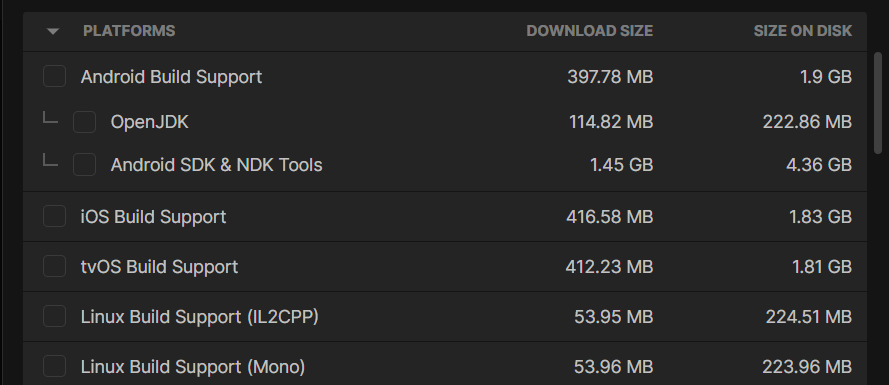 PLATFORMS DOWNLOAD SIZE SIZE ON DISK
Android Build Support 397.78 MB 1.9 GB
OpenJDK 114.82 MB 222.86 MB
Android SDK & NDK Tools 1.45 GB 4.36 GB
iOS Build Support 416.58 MB 1.83 GB
tvOS Build Support 412.23 MB 1.81 GB
Linux Build Support (IL2CPP) 53.95 MB 224.51 MB
Linux Build Support (Mono) 53.96 MB 223.96 MB